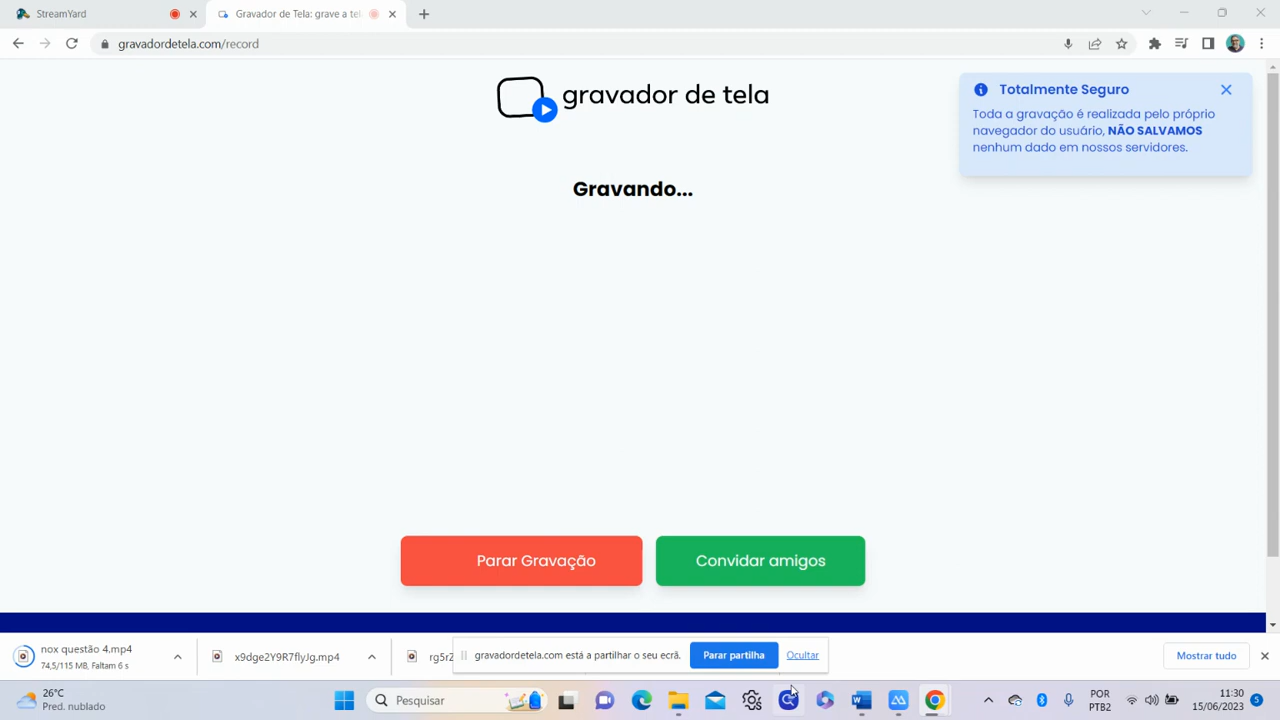 StreamYard
Gravador de Tela: grave a tel
gravadordetela.com/record
gravador de tela
Totalmente Seguro
Toda a gravação é realizada pelo próprio
navegador do usuário, NÃO SALVAMOS
nenhum dado em nossos servidores.
Gravando...
Parar Gravação
Convidar amigos
nox questão 4.mp4
74,5/115 MB, Faltam 6 s
x9dge2Y9R7flyJg.mp4
gravadordetela.com está a partilhar o seu ecrã.
Parar partilha
Ocultar
Mostrar tudo
26°C
Pred. nublado
Pesquisar
POR
PTB2
11:30
15/06/2023
5